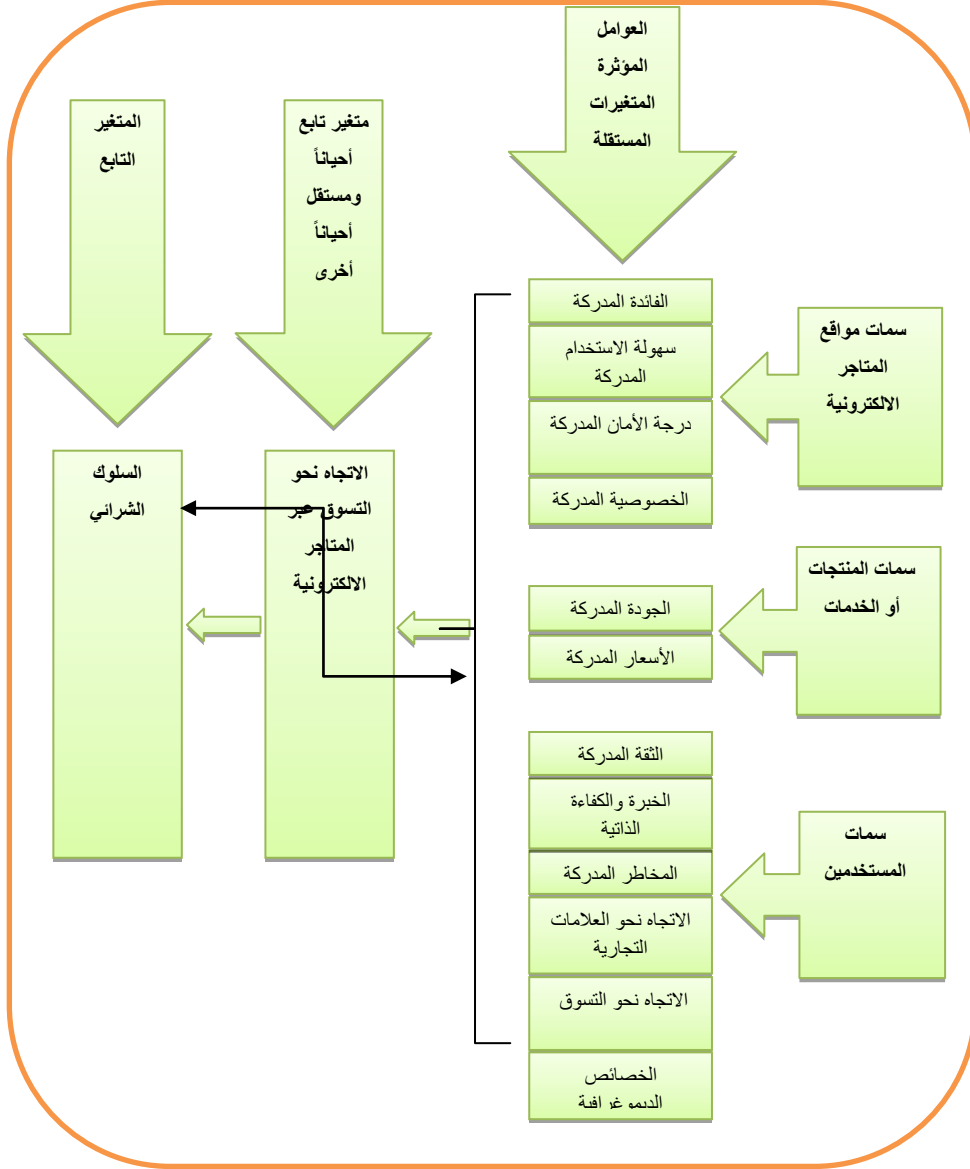 العوامل
المؤثرة
المتغيرات
المستقلة
متغير تابع
أحياناً
ومستقل
أحياناً
أخرى
المتغير
التابع
سمات مواقع
المتاجر
الالكترونية
الفائدة المدركة
سهولة الاستخدام
المدركة
درجة الأمان المدركة
الخصوصية المدركة
الاتجاه نحو
التسوق عبر
المتاجر
الالكترونية
السلوك
الشرائي
سمات المنتجات
أو الخدمات
الجودة المدركة
الأسعار المدركة
سمات
المستخدمين
الثقة المدركة
الخبرة والكفاءة
الذاتية
المخاطر المدركة
الاتجاه نحو العلامات
التجارية
الاتجاه نحو التسوق
الخصائص
الديموغرافية